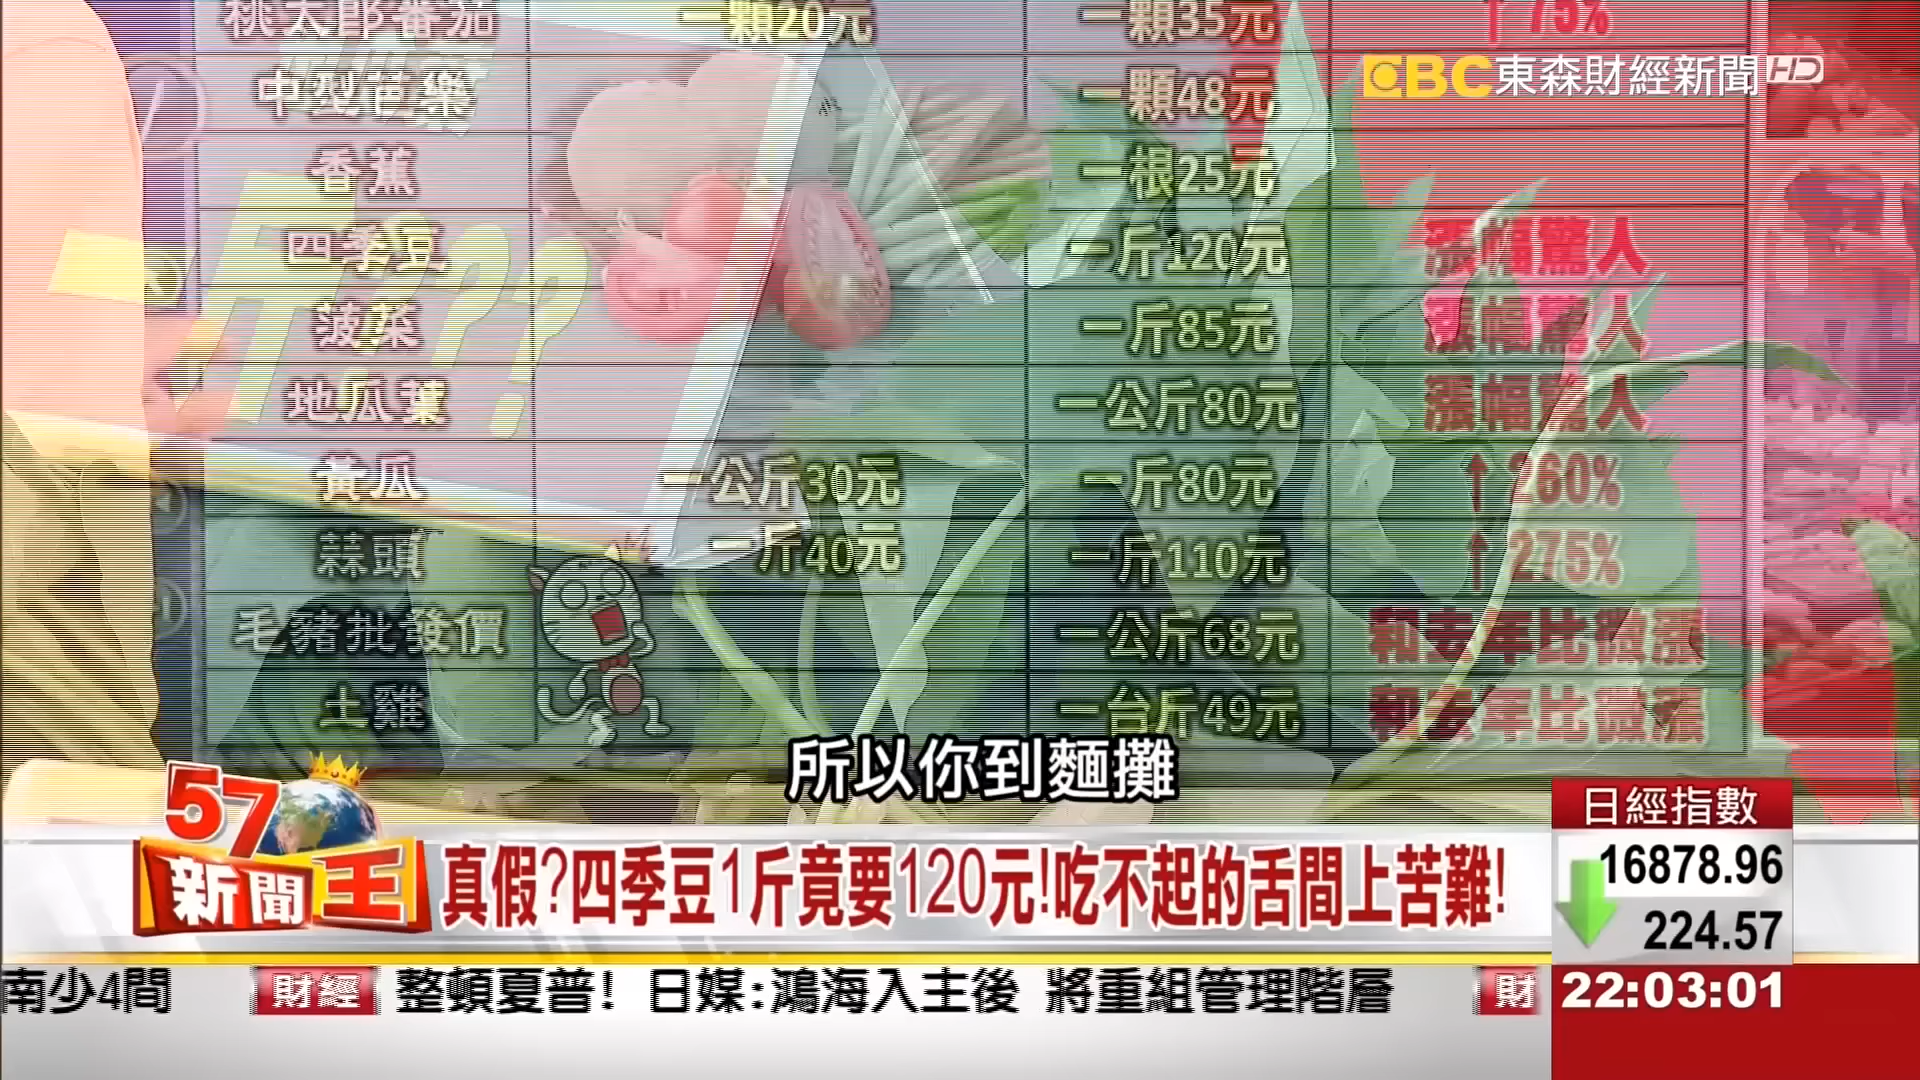 桃太郎番茄 一顆20元 一顆35元 ↑75%
EBC東森財經新聞HD
中型芭樂 一顆48元
香蕉 一根25元
四季豆 一斤120元 漲幅驚人
斤??
菠菜 一斤85元 漲幅驚人
地瓜葉 一公斤80元 漲幅驚人
黃瓜 一公斤30元 一斤80元 ↑260%
蒜頭 一斤40元 一斤110元 ↑275%
毛豬批發價 一公斤68元 和去年比微漲
土雞 一台斤49元 和去年比微漲
所以你到麵攤
57新聞王
真假?四季豆1斤竟要120元!吃不起的舌間上苦難!
日經指數
16878.96
224.57
南少4間 財經 整頓夏普! 日媒:鴻海入主後 將重組管理階層 財
22:03:01